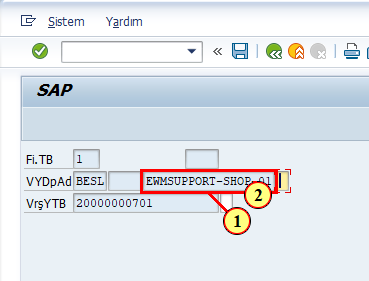 Sistem Yardım
SAP
Fi.TB 1
VYDpAd BESL EWMSUPPORT-SHOP-01
VrşYTB 20000000701
2
1